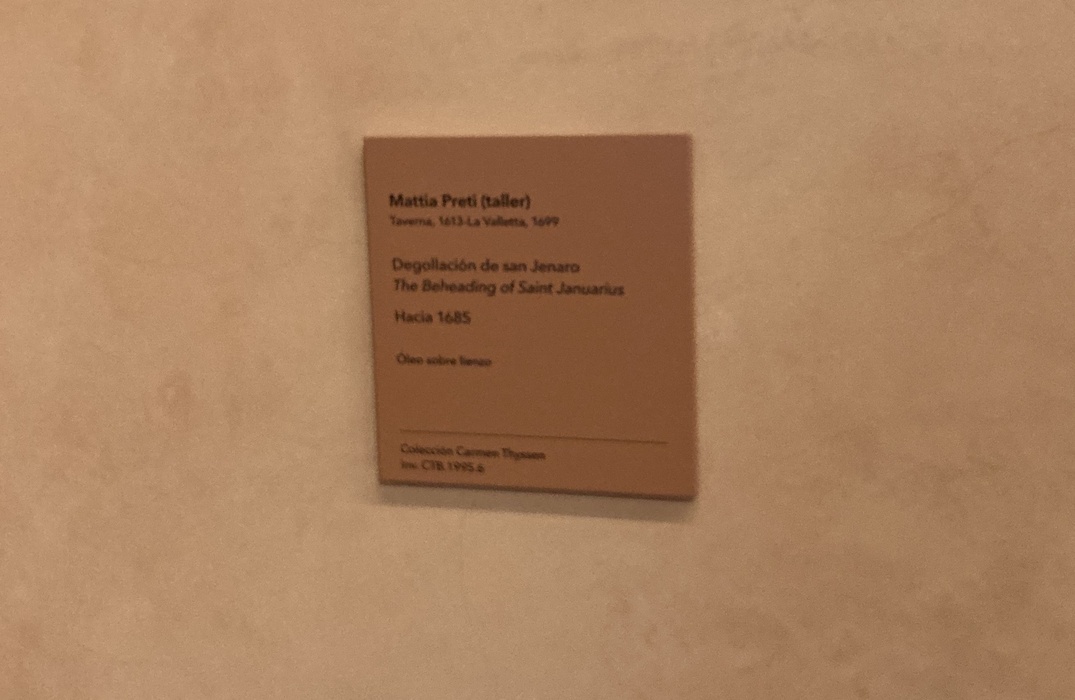 Mattia Preti (taller)
Taverna, 1613-La Valletta, 1699
Degollación de san Jenaro
The Beheading of Saint Januarius
Hacia 1685
Óleo sobre lienzo
Colección Carmen Thyssen
Inv. CTB.1995.6